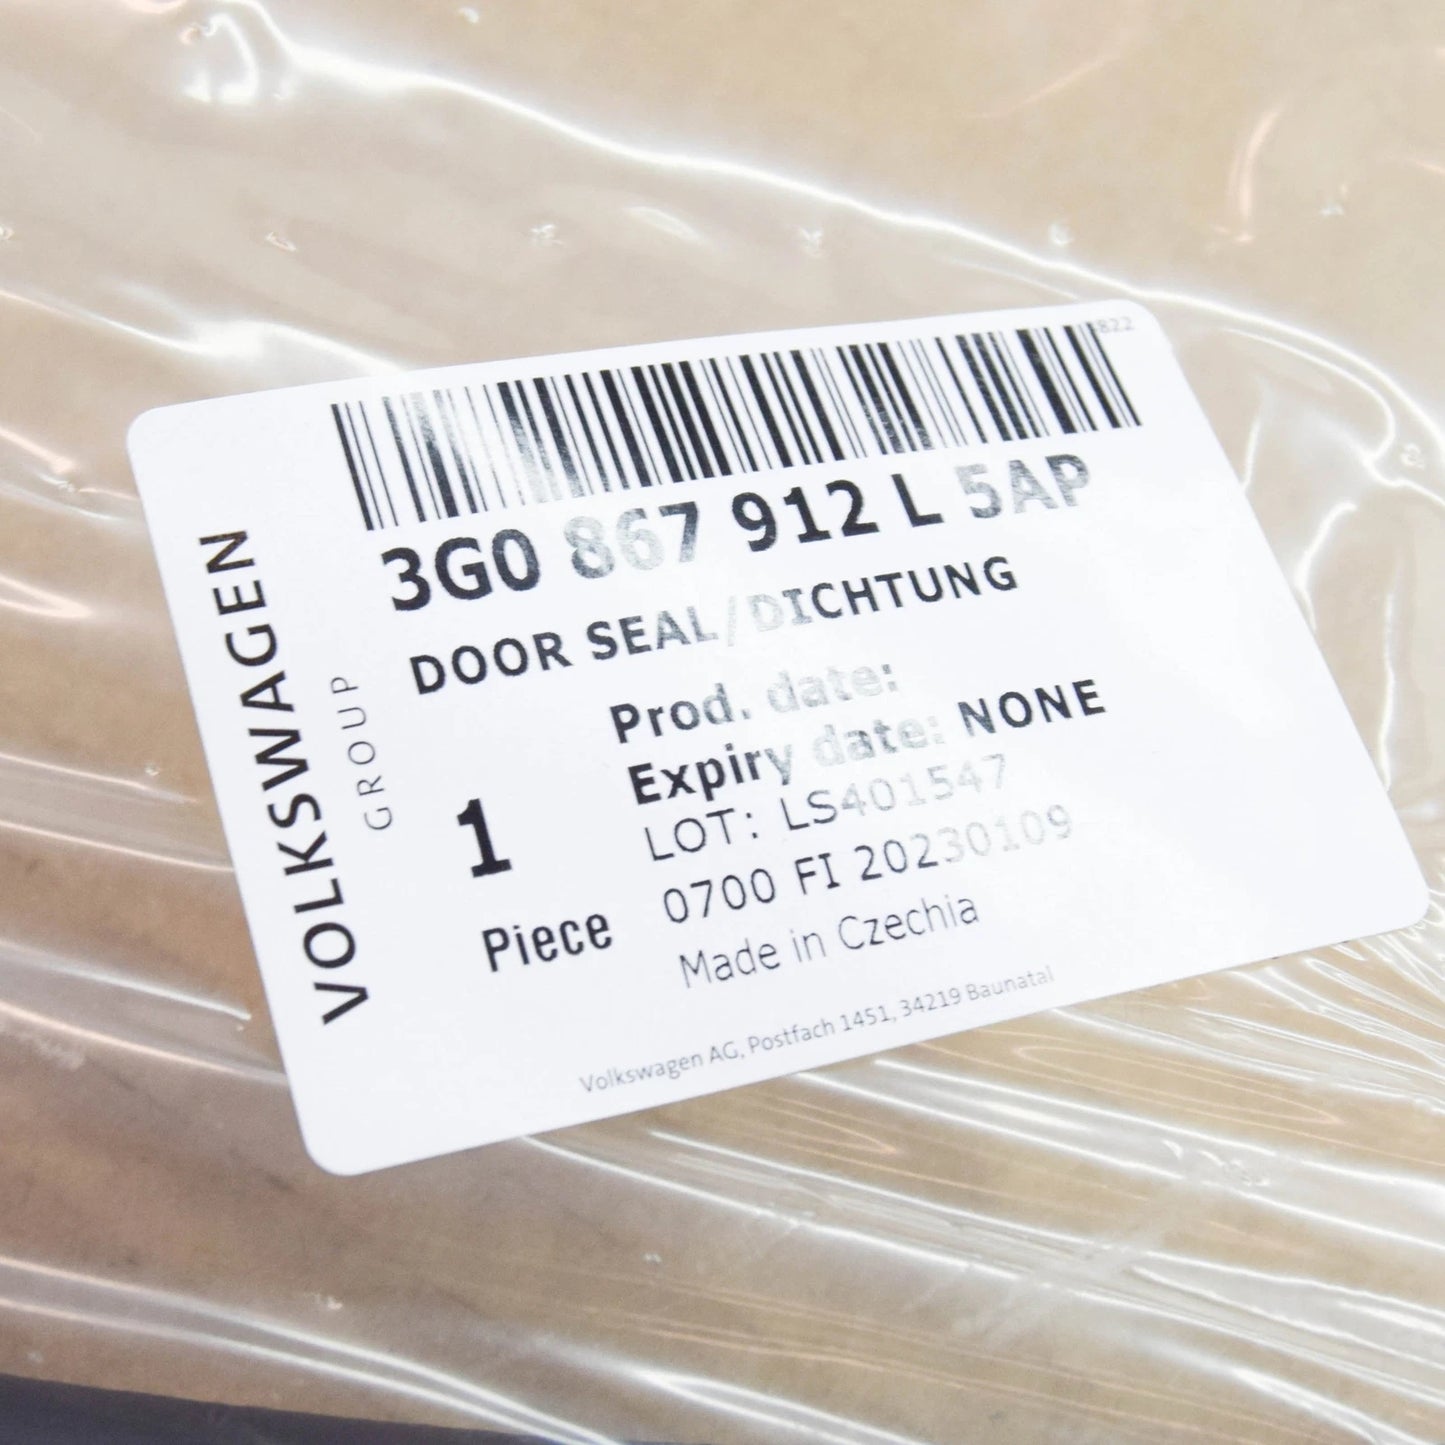 822
3G0 867 912 L 5AP
DOOR SEAL/DICHTUNG
Prod. date:
Expiry date: NONE
LOT: LS401547
0700 FI 20230109
Made in Czechia
1
Piece
VOLKSWAGEN
GROUP
Volkswagen AG, Postfach 1451, 34219 Baunatal